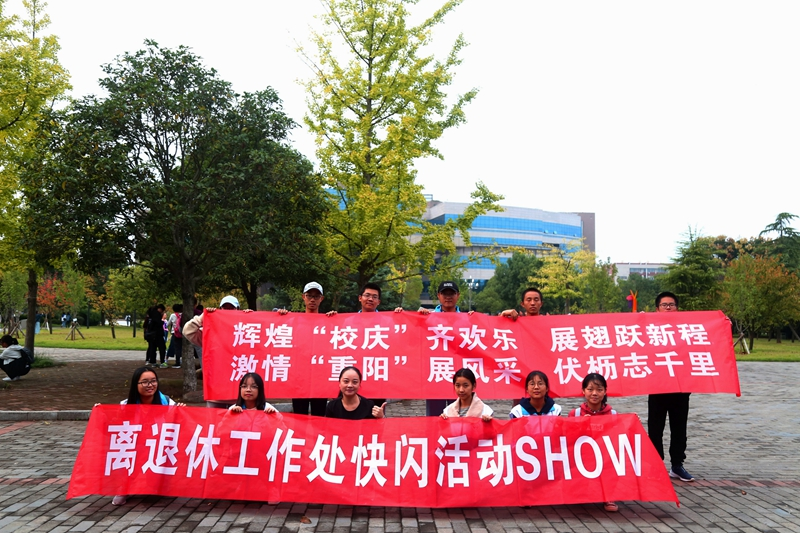 辉煌“校庆”齐欢乐 展翅跃新程
激情“重阳”展风采 伏枥志千里
离退休工作处快闪活动SHOW